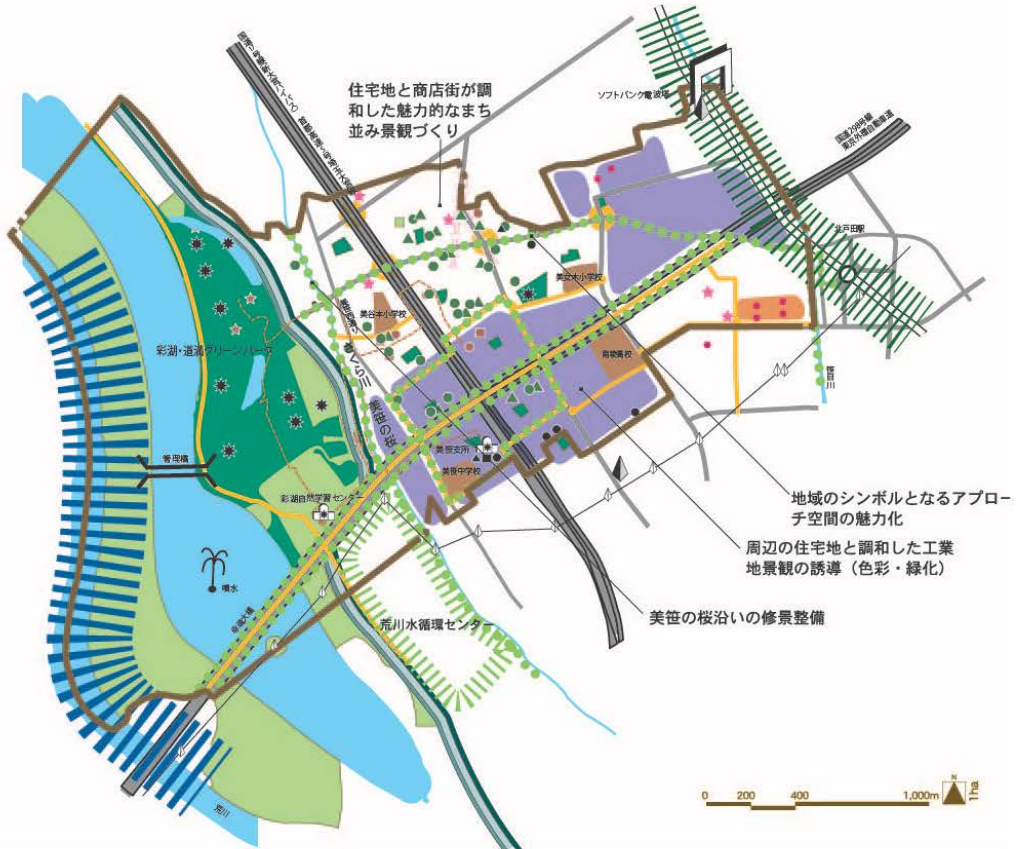 住宅地と商店街が調
和した魅力的なまち
並み景観づくり
ソフトバンク電波塔
国道298号線
東京外環自動車道
北戸田駅
美女木小学校
美谷本小学校
彩湖・道満グリーンパーク
さくら川
美笹の桜
南稜高校
笹目川
美笹支所
美笹中学校
管理橋
彩湖自然学習センター
噴水
幸魂大橋
荒川水循環センター
荒川
地域のシンボルとなるアプロー
チ空間の魅力化
周辺の住宅地と調和した工業
地景観の誘導（色彩・緑化）
美笹の桜沿いの修景整備
0 200 400 1,000m
N
1ha